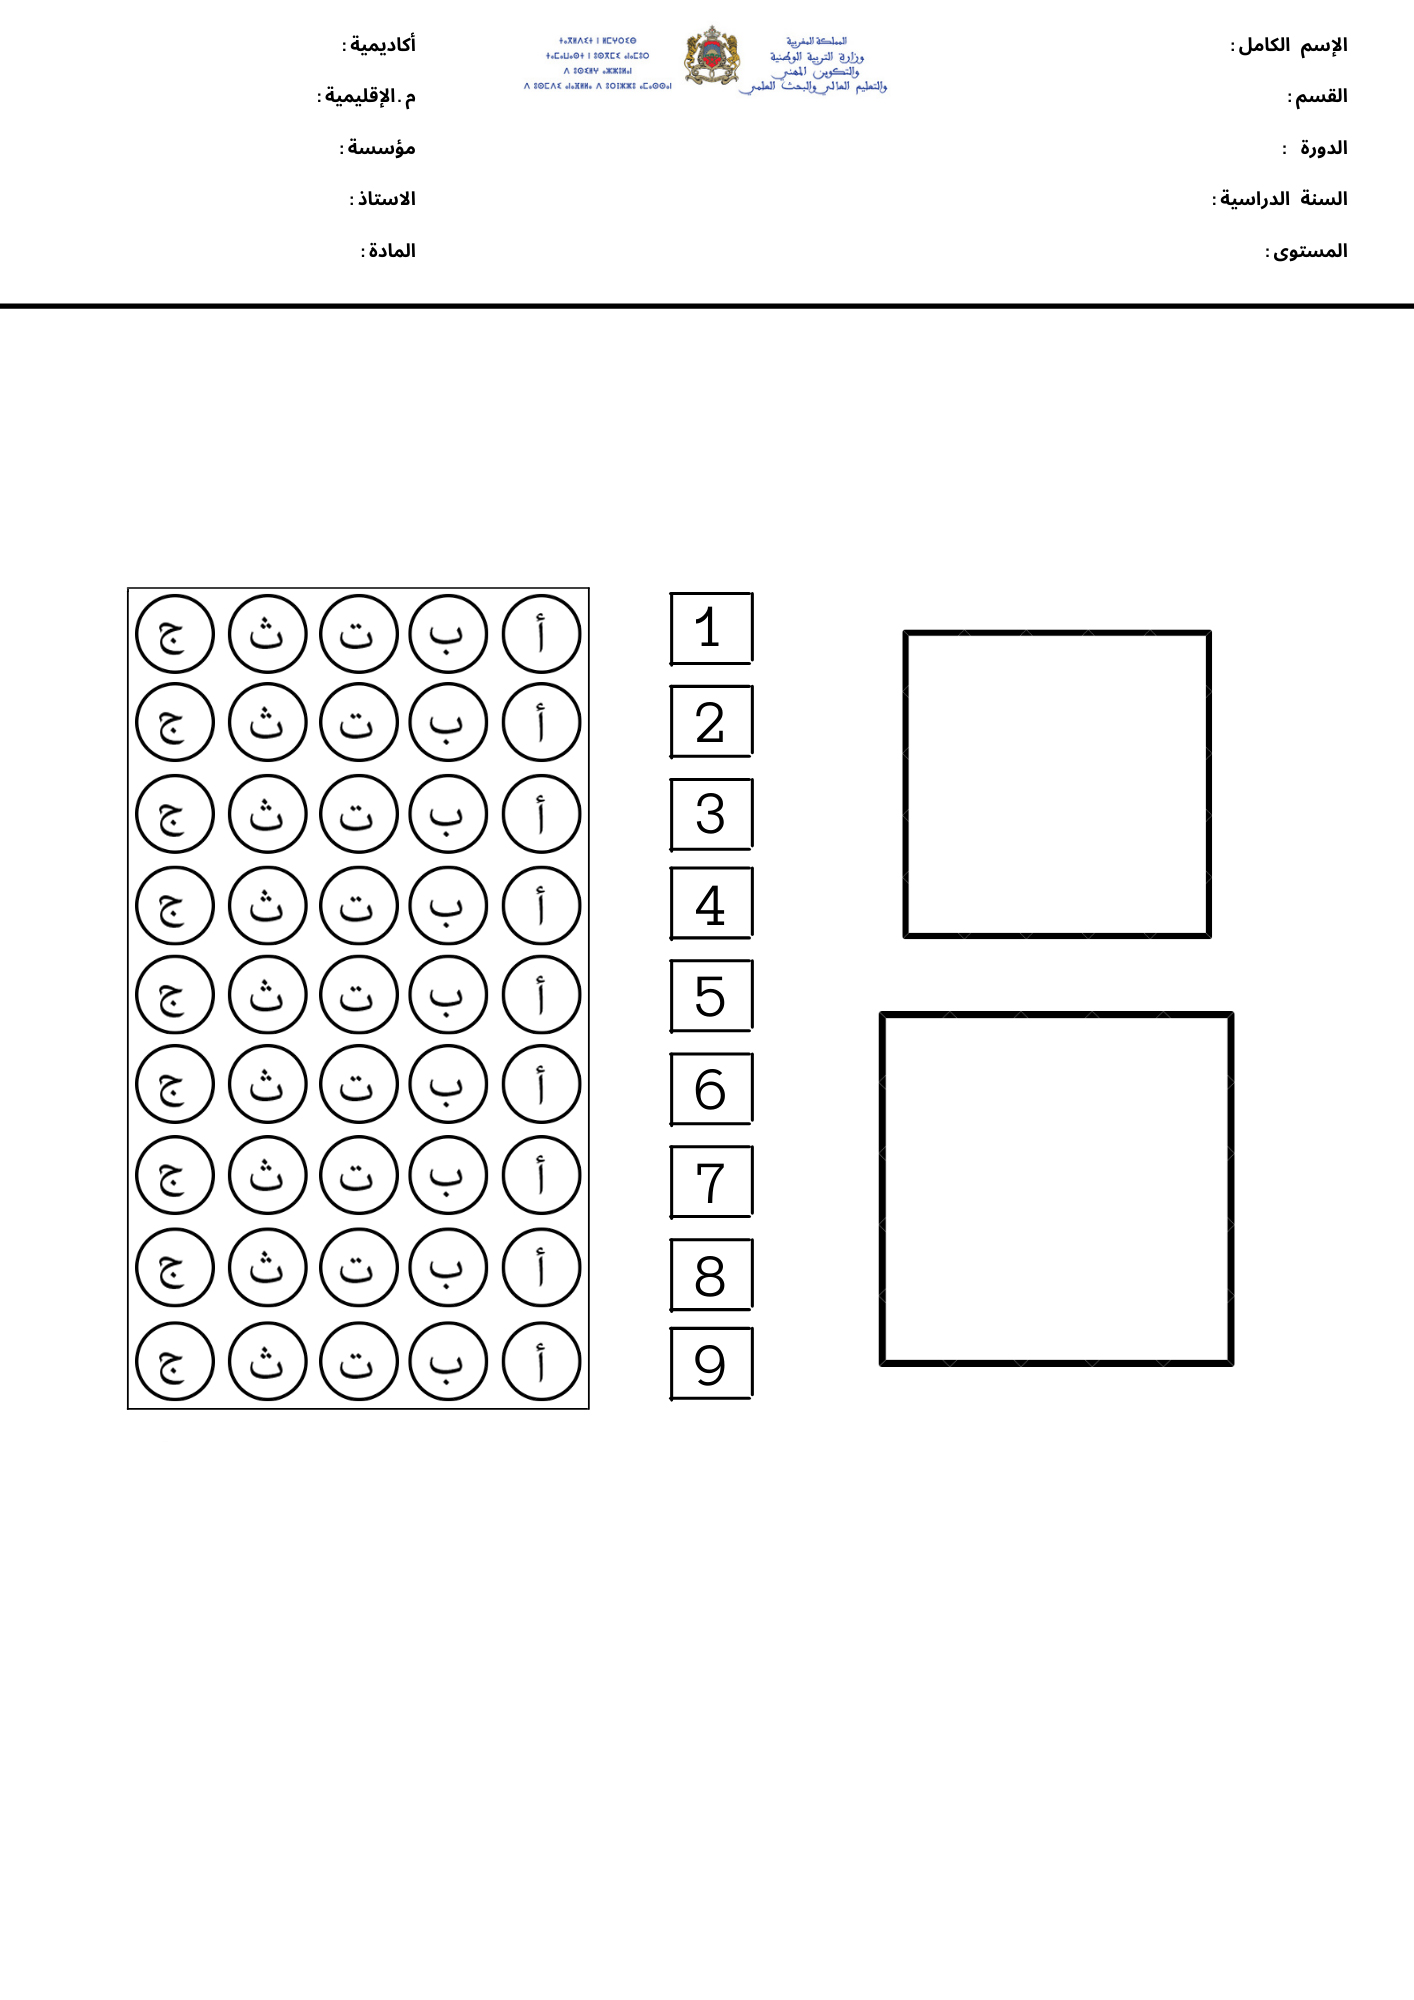 الإسم الكامل :
القسم :
الدورة :
السنة الدراسية :
المستوى :
المملكة المغربية
وزارة التربية الوطنية
والتكوين المهني
والتعليم العالي والبحث العلمي
أكاديمية :
م.الإقليمية :
مؤسسة :
الاستاذ :
المادة :
1 أ ب ت ث ج
2 أ ب ت ث ج
3 أ ب ت ث ج
4 أ ب ت ث ج
5 أ ب ت ث ج
6 أ ب ت ث ج
7 أ ب ت ث ج
8 أ ب ت ث ج
9 أ ب ت ث ج